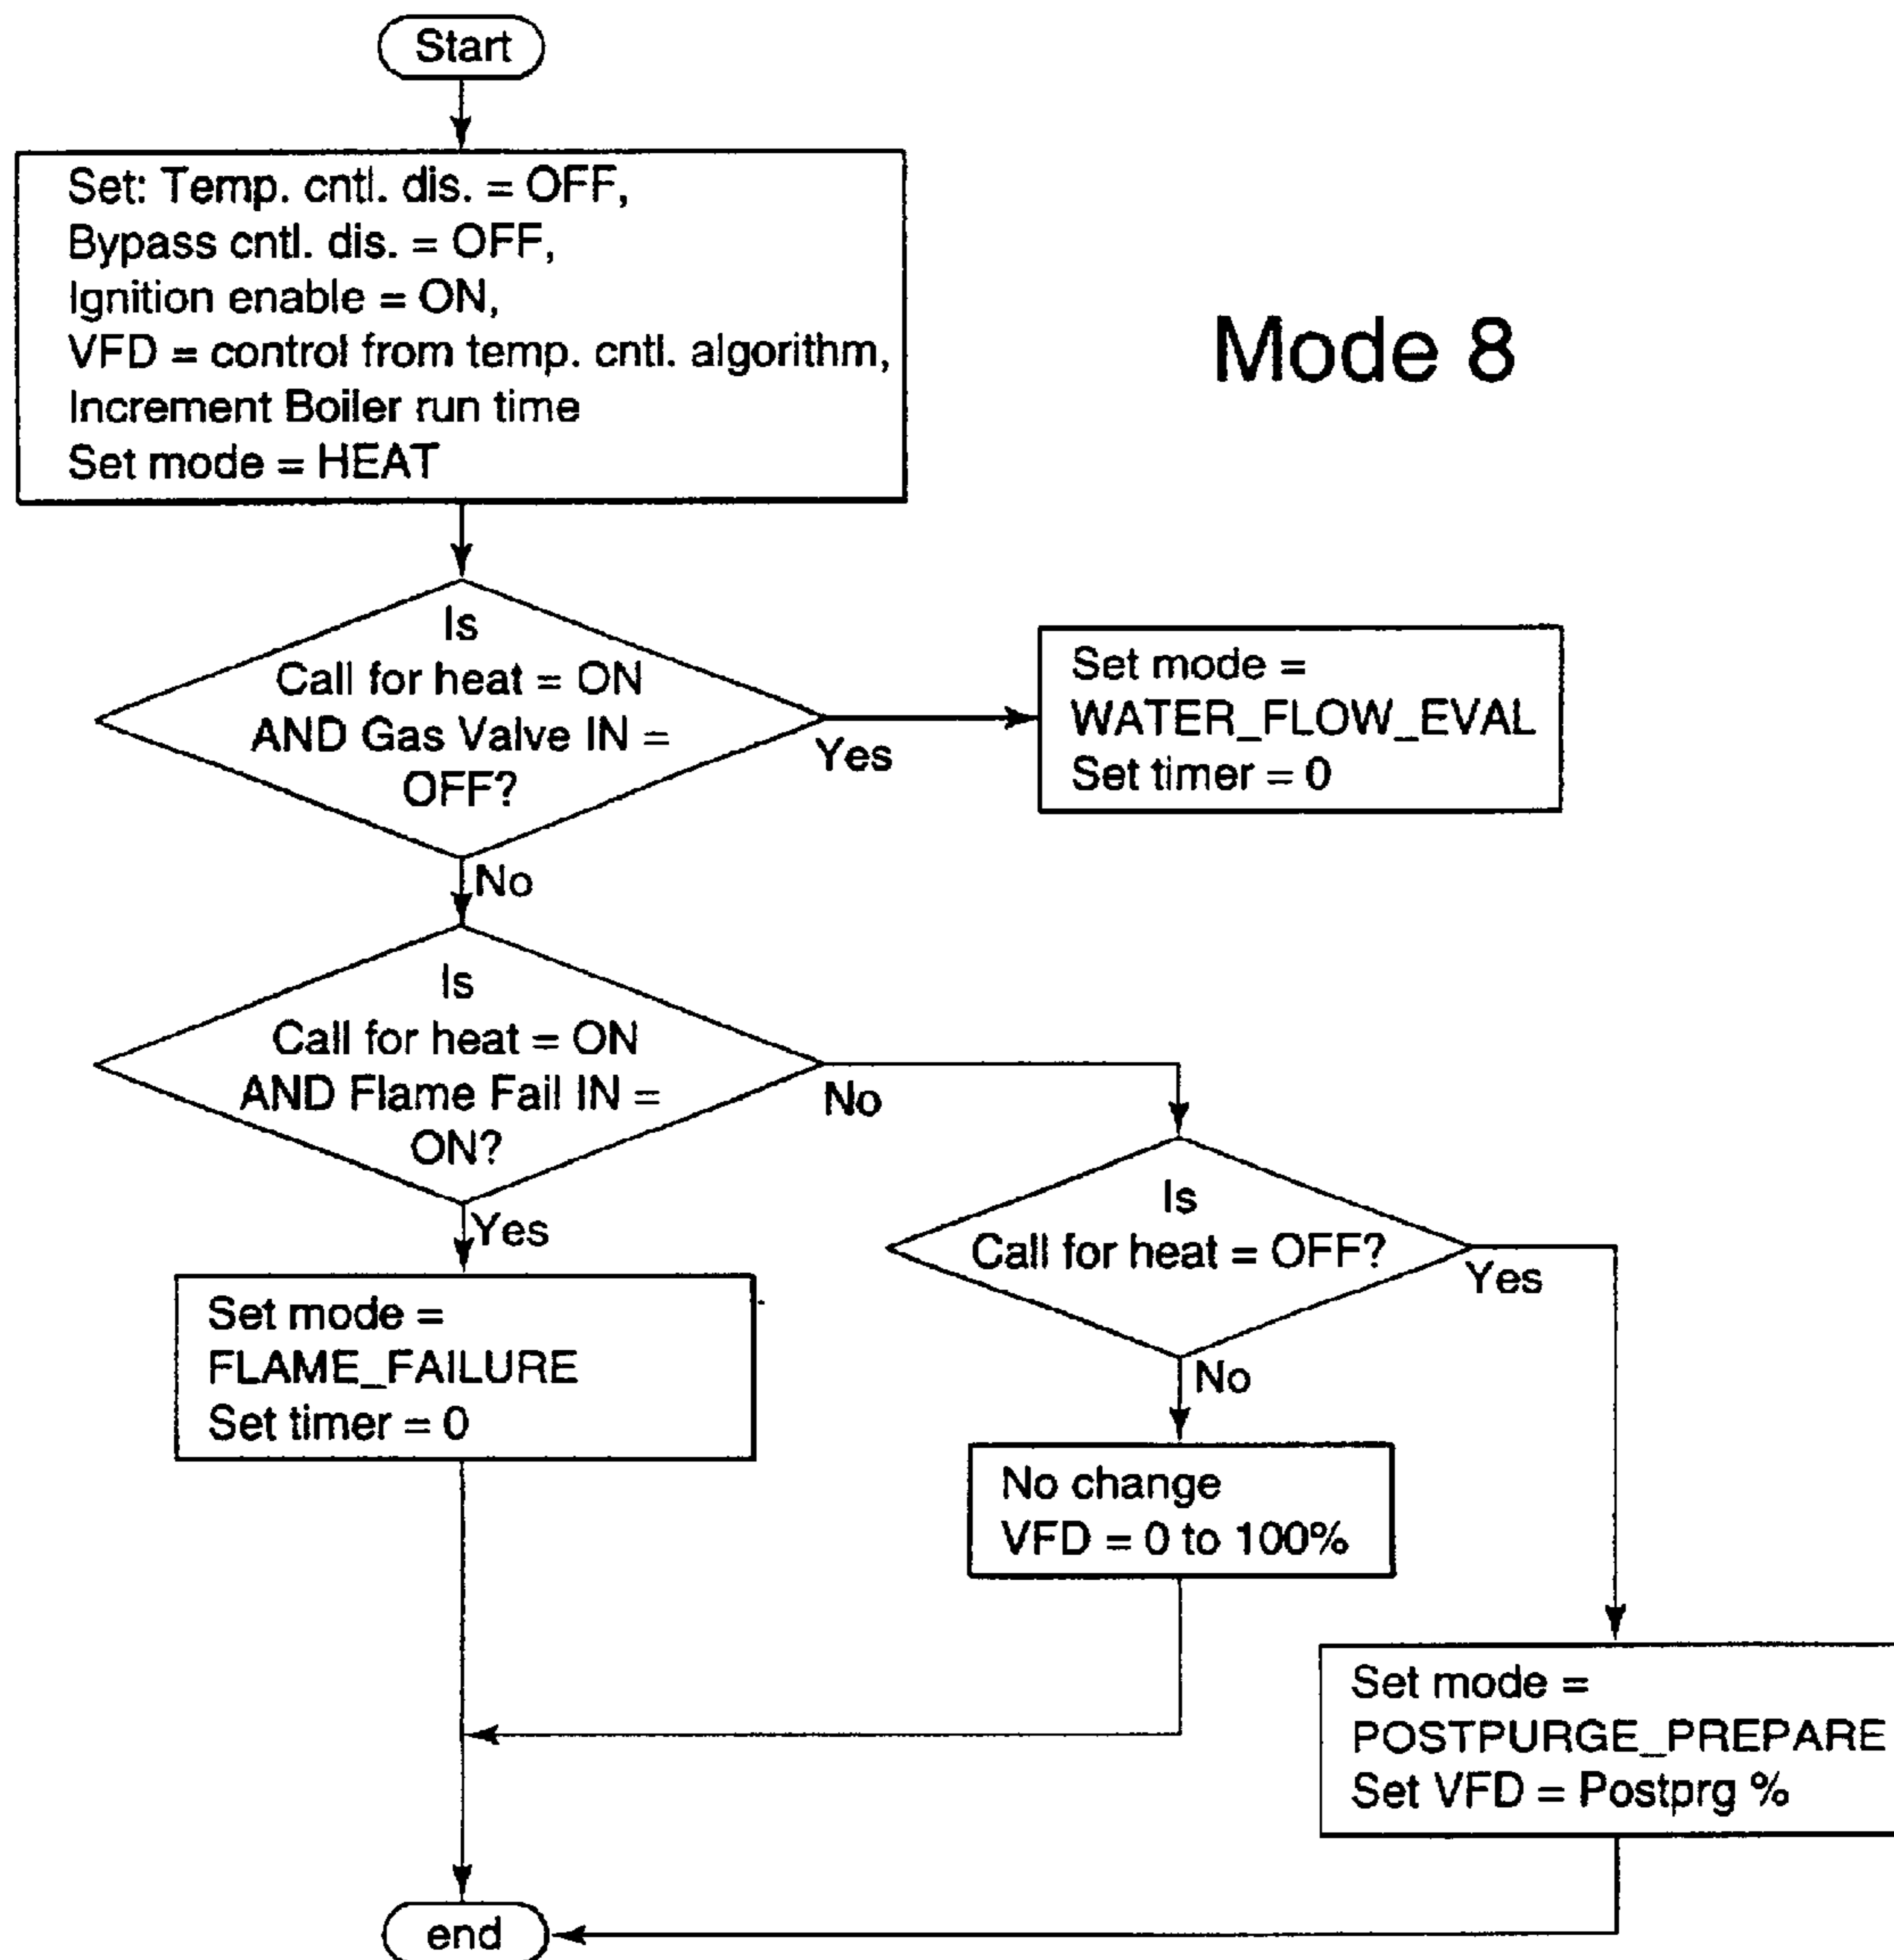 Start
Set: Temp. cntl. dis. = OFF,
Bypass cntl. dis. = OFF,
Ignition enable = ON,
VFD = control from temp. cntl. algorithm,
Increment Boiler run time
Set mode = HEAT
Mode 8
Is
Call for heat = ON
AND Gas Valve IN =
OFF?
Yes
Set mode =
WATER_FLOW_EVAL
Set timer = 0
No
Is
Call for heat = ON
AND Flame Fail IN =
ON?
No
Yes
Is
Call for heat = OFF?
Yes
Set mode =
FLAME_FAILURE
Set timer = 0
No
No change
VFD = 0 to 100%
Set mode =
POSTPURGE_PREPARE
Set VFD = Postprg %
end